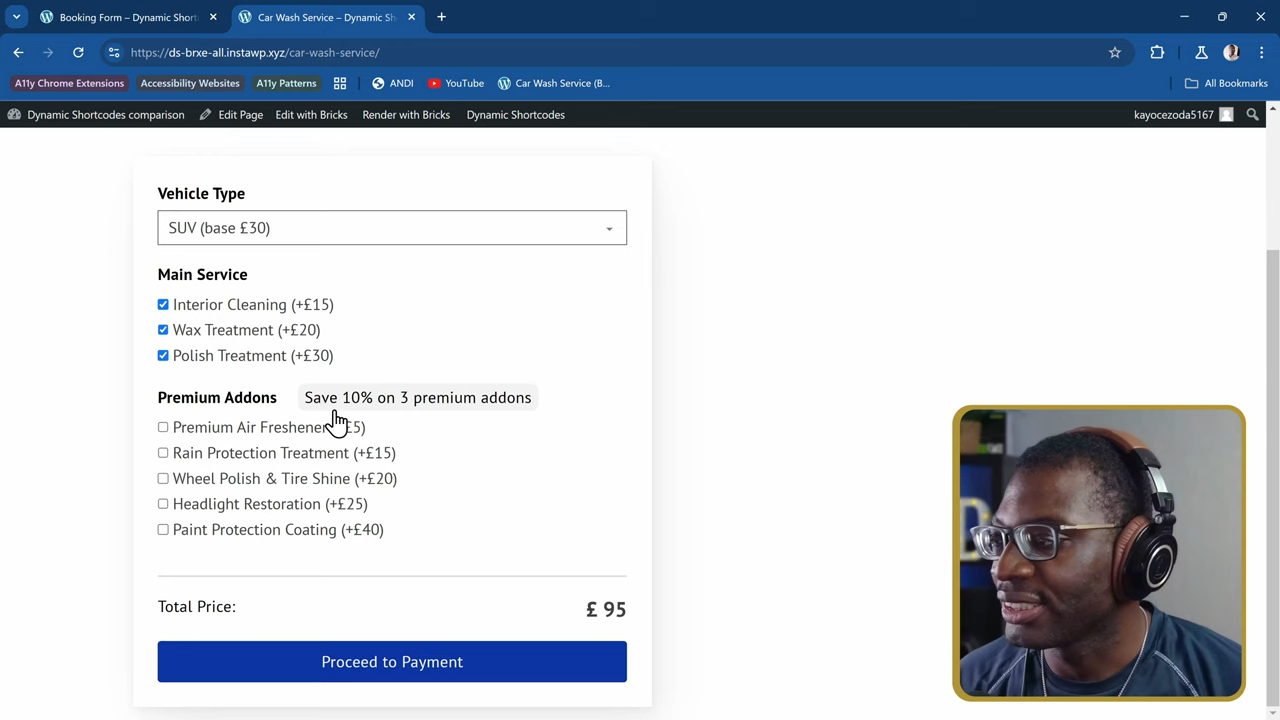 Booking Form – Dynamic Short
Car Wash Service – Dynamic Sh
https://ds-brxe-all.instawp.xyz/car-wash-service/
A11y Chrome Extensions
Accessibility Websites
A11y Patterns
ANDI
YouTube
Car Wash Service (B...
All Bookmarks
Dynamic Shortcodes comparison
Edit Page
Edit with Bricks
Render with Bricks
Dynamic Shortcodes
kayocezoda5167
Vehicle Type
SUV (base £30)
Main Service
Interior Cleaning (+£15)
Wax Treatment (+£20)
Polish Treatment (+£30)
Premium Addons
Save 10% on 3 premium addons
Premium Air Freshener £5)
Rain Protection Treatment (+£15)
Wheel Polish & Tire Shine (+£20)
Headlight Restoration (+£25)
Paint Protection Coating (+£40)
Total Price:
£ 95
Proceed to Payment